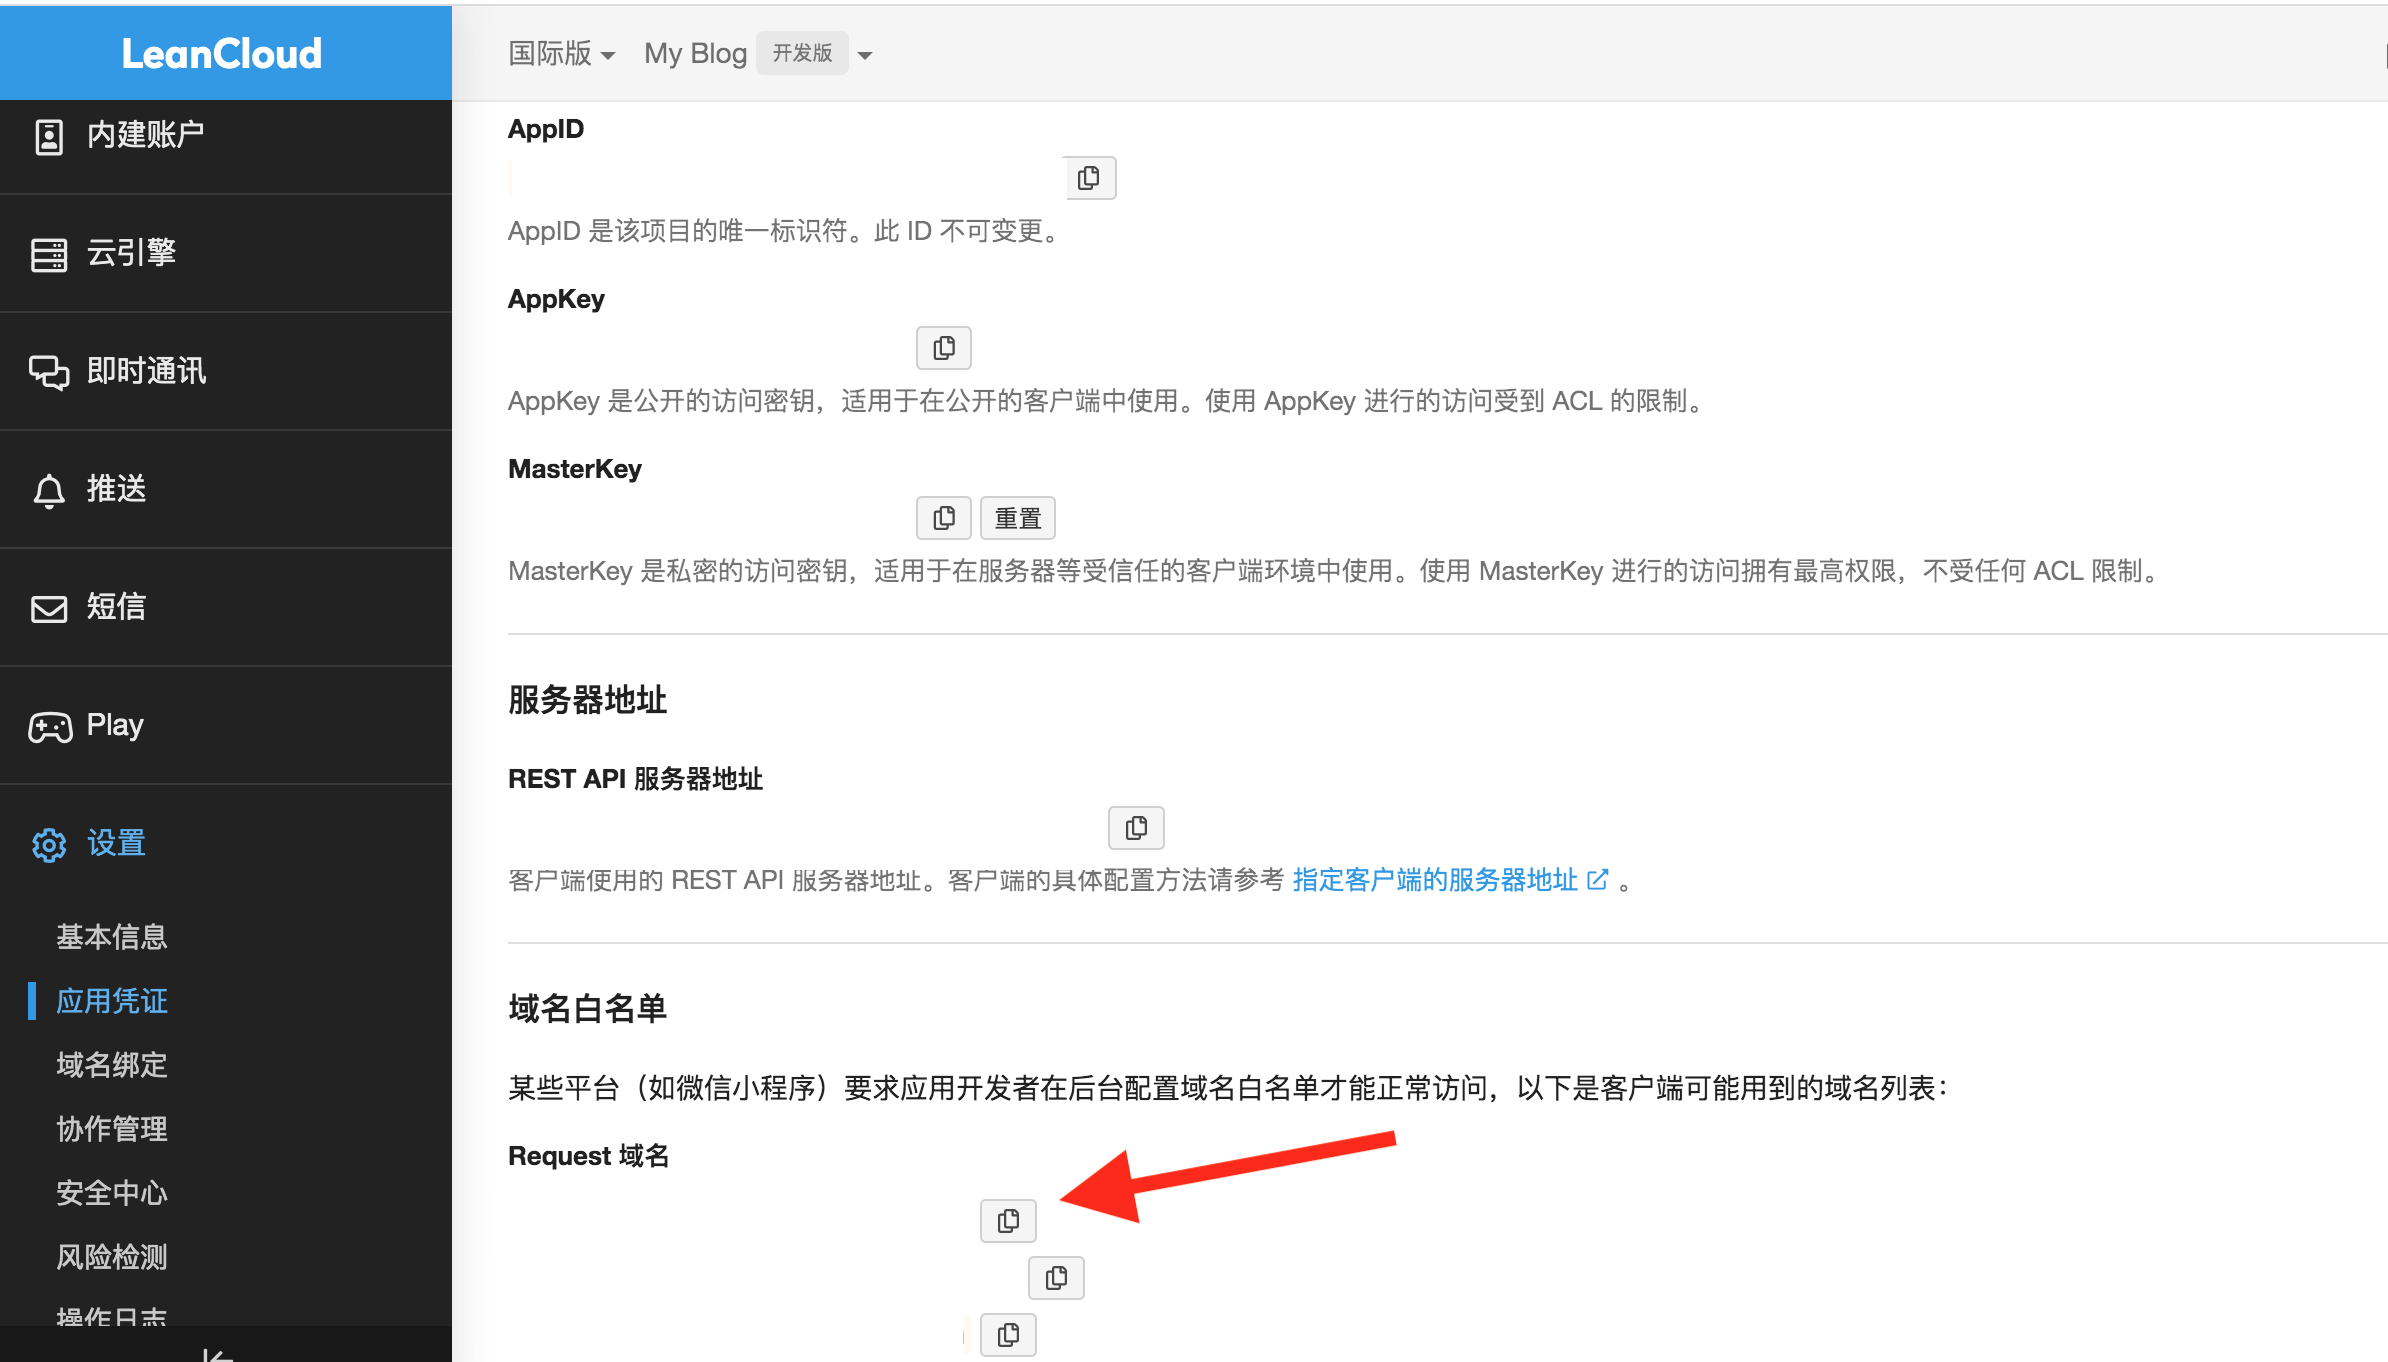 LeanCloud
国际版 My Blog 开发版
内建账户
云引擎
即时通讯
推送
短信
Play
设置
基本信息
应用凭证
域名绑定
协作管理
安全中心
风险检测
操作日志
AppID
AppID 是该项目的唯一标识符。此 ID 不可变更。
AppKey
AppKey 是公开的访问密钥，适用于在公开的客户端中使用。使用 AppKey 进行的访问受到 ACL 的限制。
MasterKey
重置
MasterKey 是私密的访问密钥，适用于在服务器等受信任的客户端环境中使用。使用 MasterKey 进行的访问拥有最高权限，不受任何 ACL 限制。
服务器地址
REST API 服务器地址
客户端使用的 REST API 服务器地址。客户端的具体配置方法请参考 指定客户端的服务器地址 。
域名白名单
某些平台（如微信小程序）要求应用开发者在后台配置域名白名单才能正常访问，以下是客户端可能用到的域名列表：
Request 域名